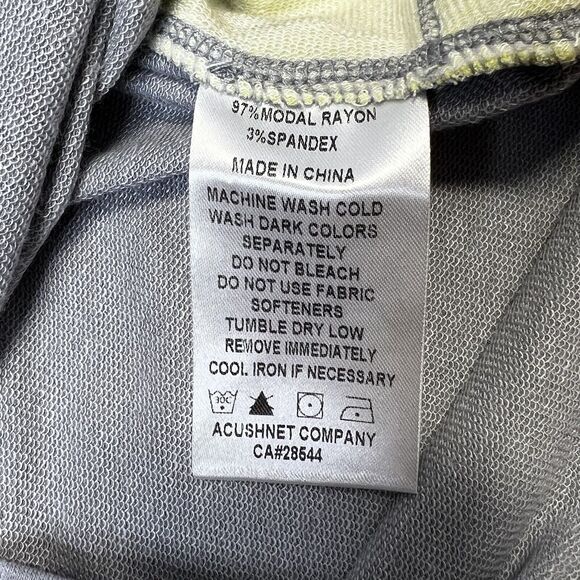 97%MODAL RAYON
3%SPANDEX
MADE IN CHINA
MACHINE WASH COLD
WASH DARK COLORS
SEPARATELY
DO NOT BLEACH
DO NOT USE FABRIC
SOFTENERS
TUMBLE DRY LOW
REMOVE IMMEDIATELY
COOL IRON IF NECESSARY
30C
ACUSHNET COMPANY
CA#28544